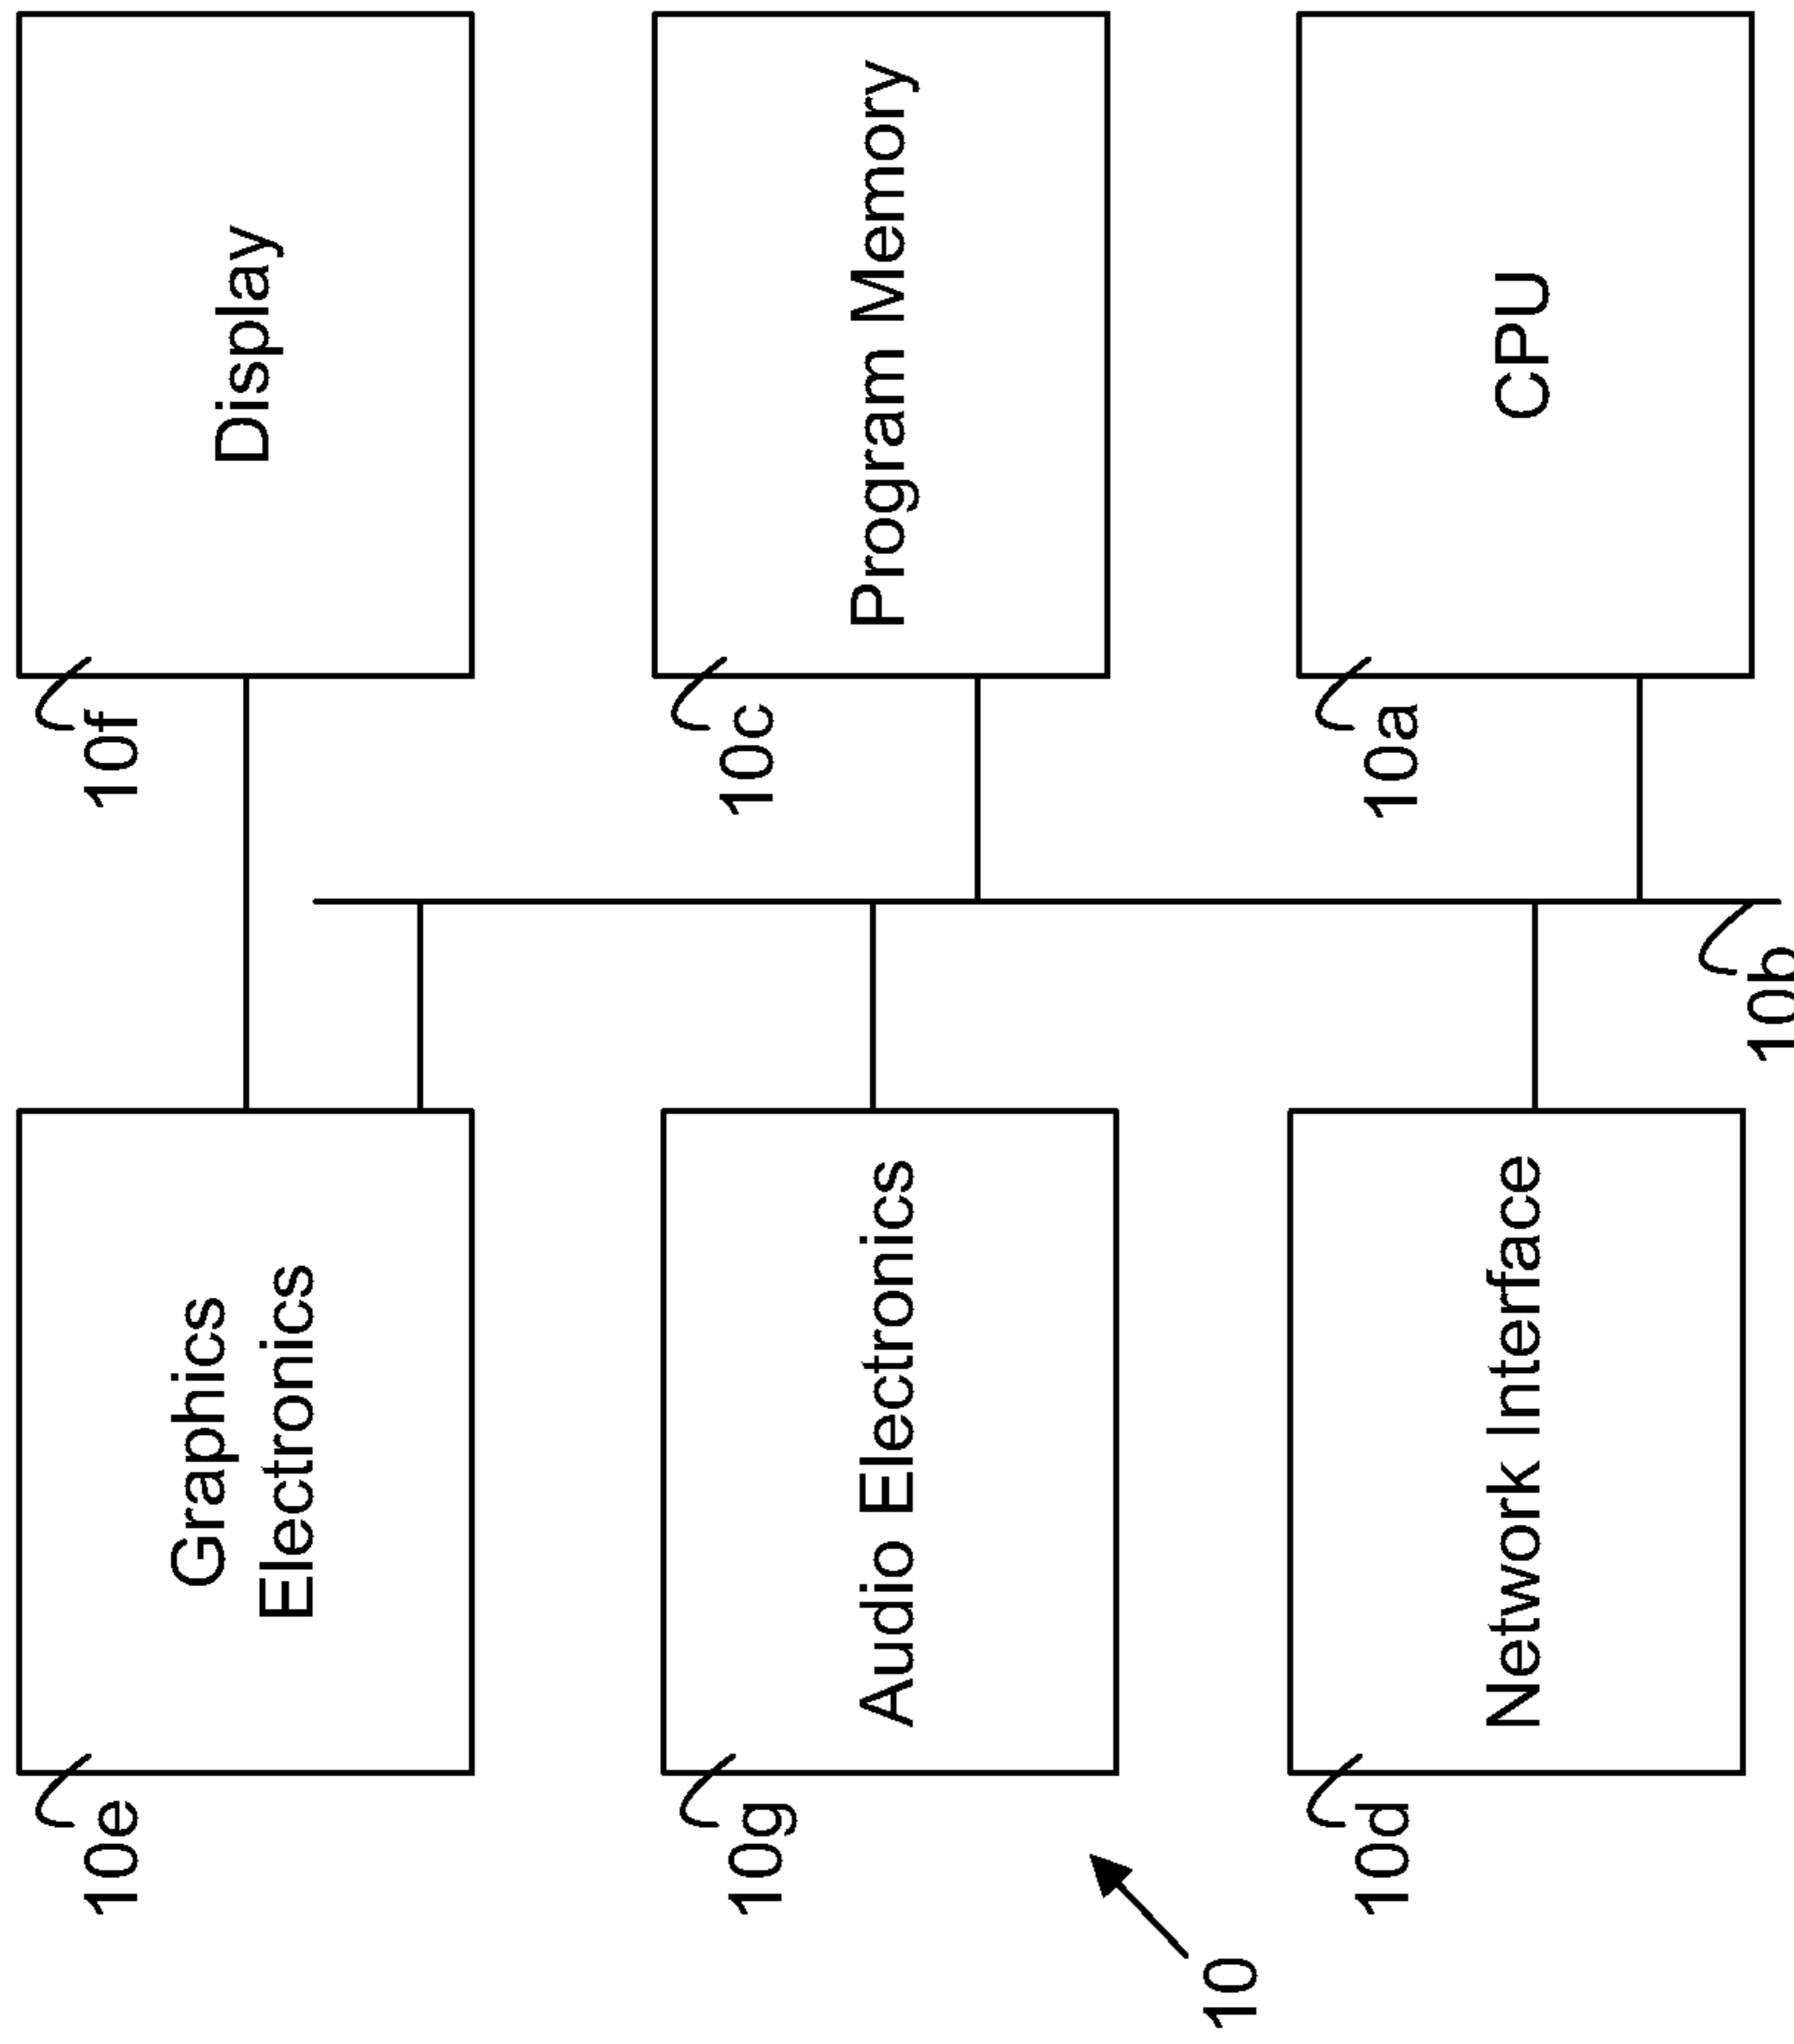 10e
Graphics
Electronics
10f
Display
10g
Audio Electronics
10c
Program Memory
10
10d
Network Interface
10a
CPU
10b